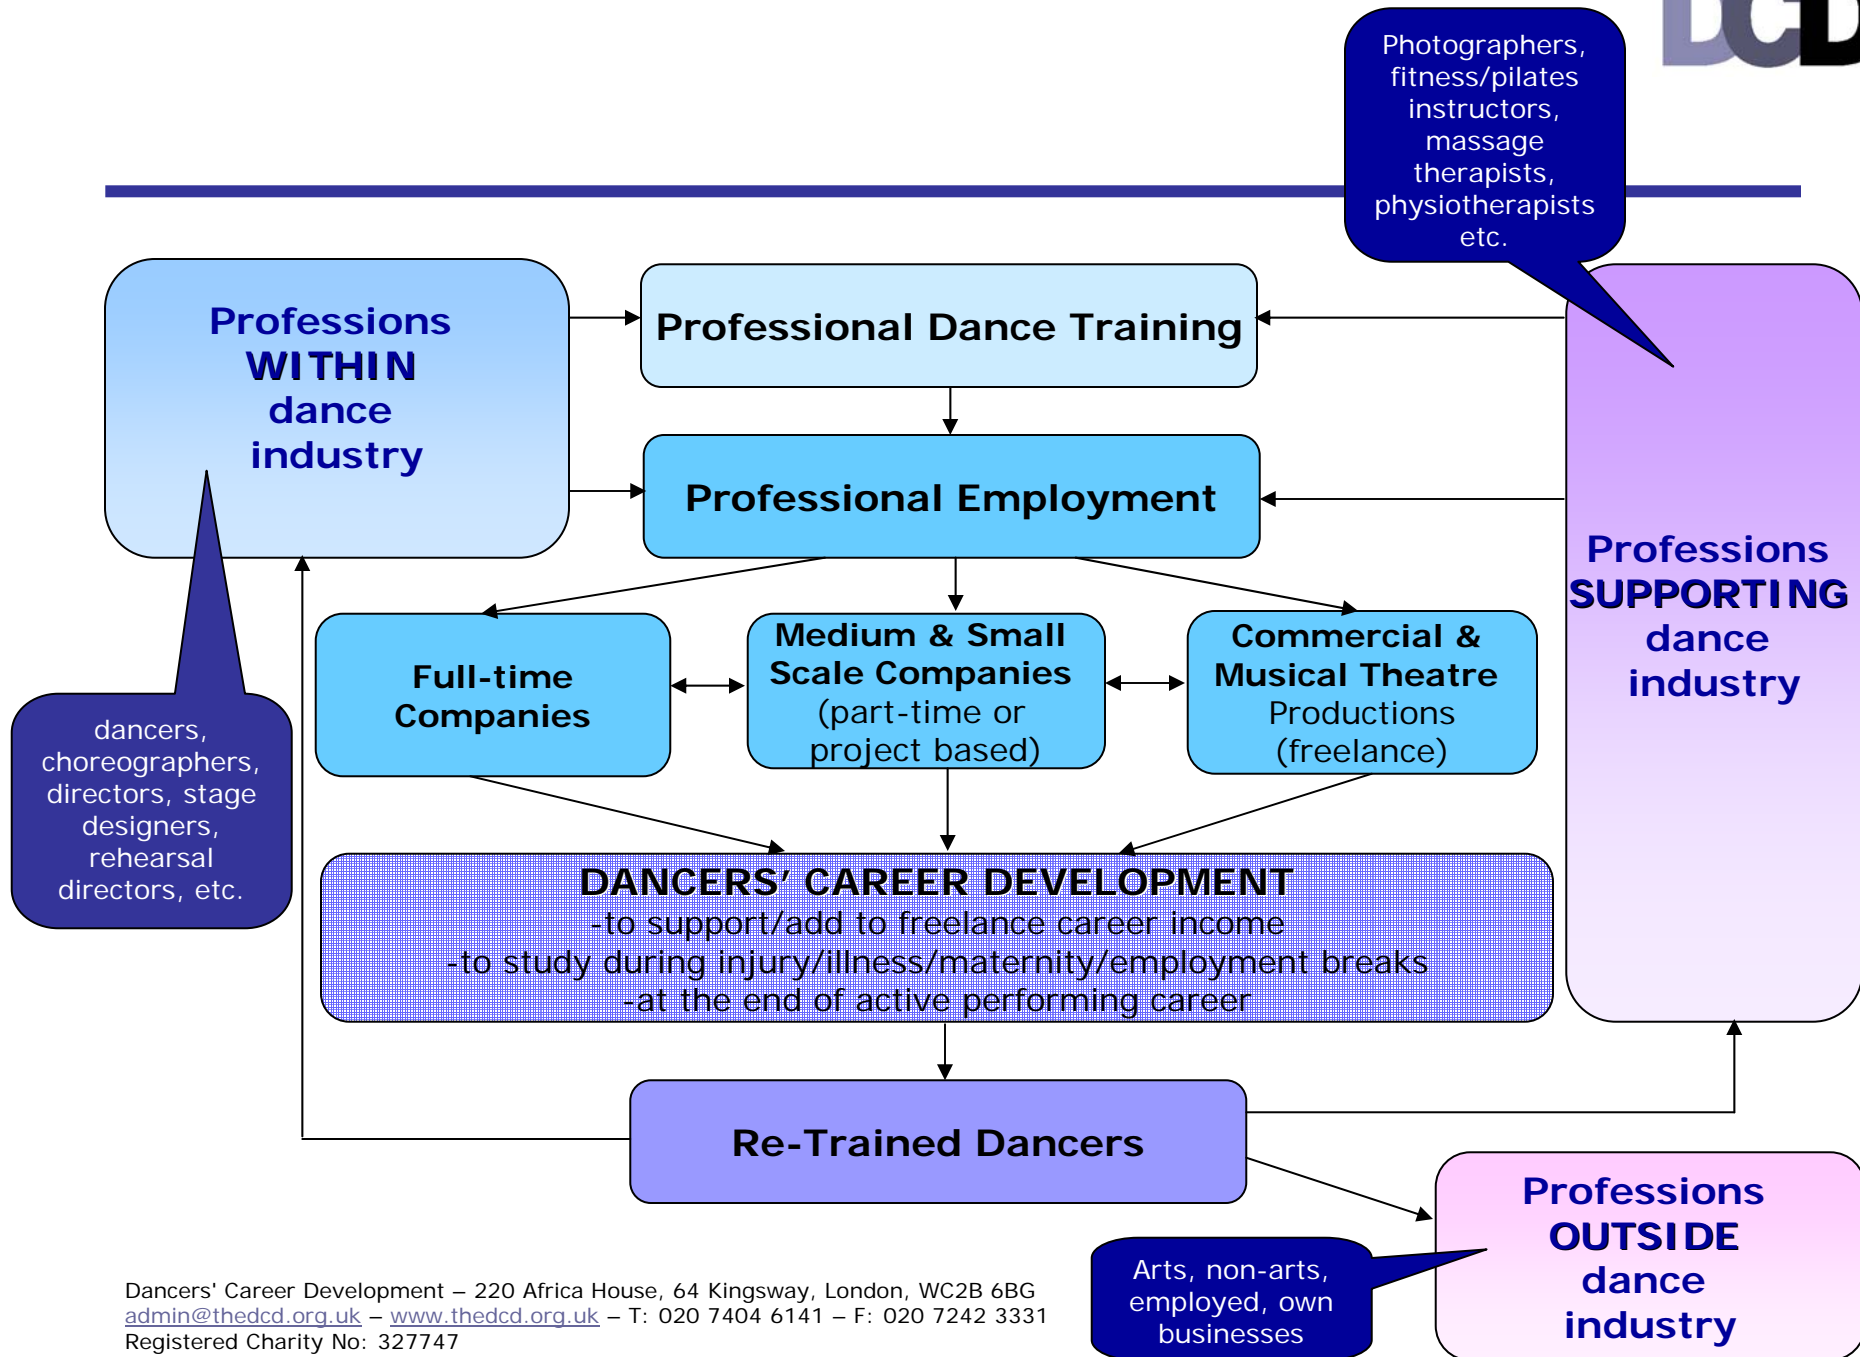 DCD
Photographers,
fitness/pilates
instructors,
massage
therapists,
physiotherapists
etc.
Professions
WITHIN
dance
industry
Professional Dance Training
Professional Employment
Professions
SUPPORTING
dance
industry
Full-time
Companies
Medium & Small
Scale Companies
(part-time or
project based)
Commercial &
Musical Theatre
Productions
(freelance)
dancers,
choreographers,
directors, stage
designers,
rehearsal
directors, etc.
DANCERS’ CAREER DEVELOPMENT
-to support/add to freelance career income
-to study during injury/illness/maternity/employment breaks
-at the end of active performing career
Re-Trained Dancers
Professions
OUTSIDE
dance
industry
Arts, non-arts,
employed, own
businesses
Dancers' Career Development – 220 Africa House, 64 Kingsway, London, WC2B 6BG
admin@thedcd.org.uk – www.thedcd.org.uk – T: 020 7404 6141 – F: 020 7242 3331
Registered Charity No: 327747